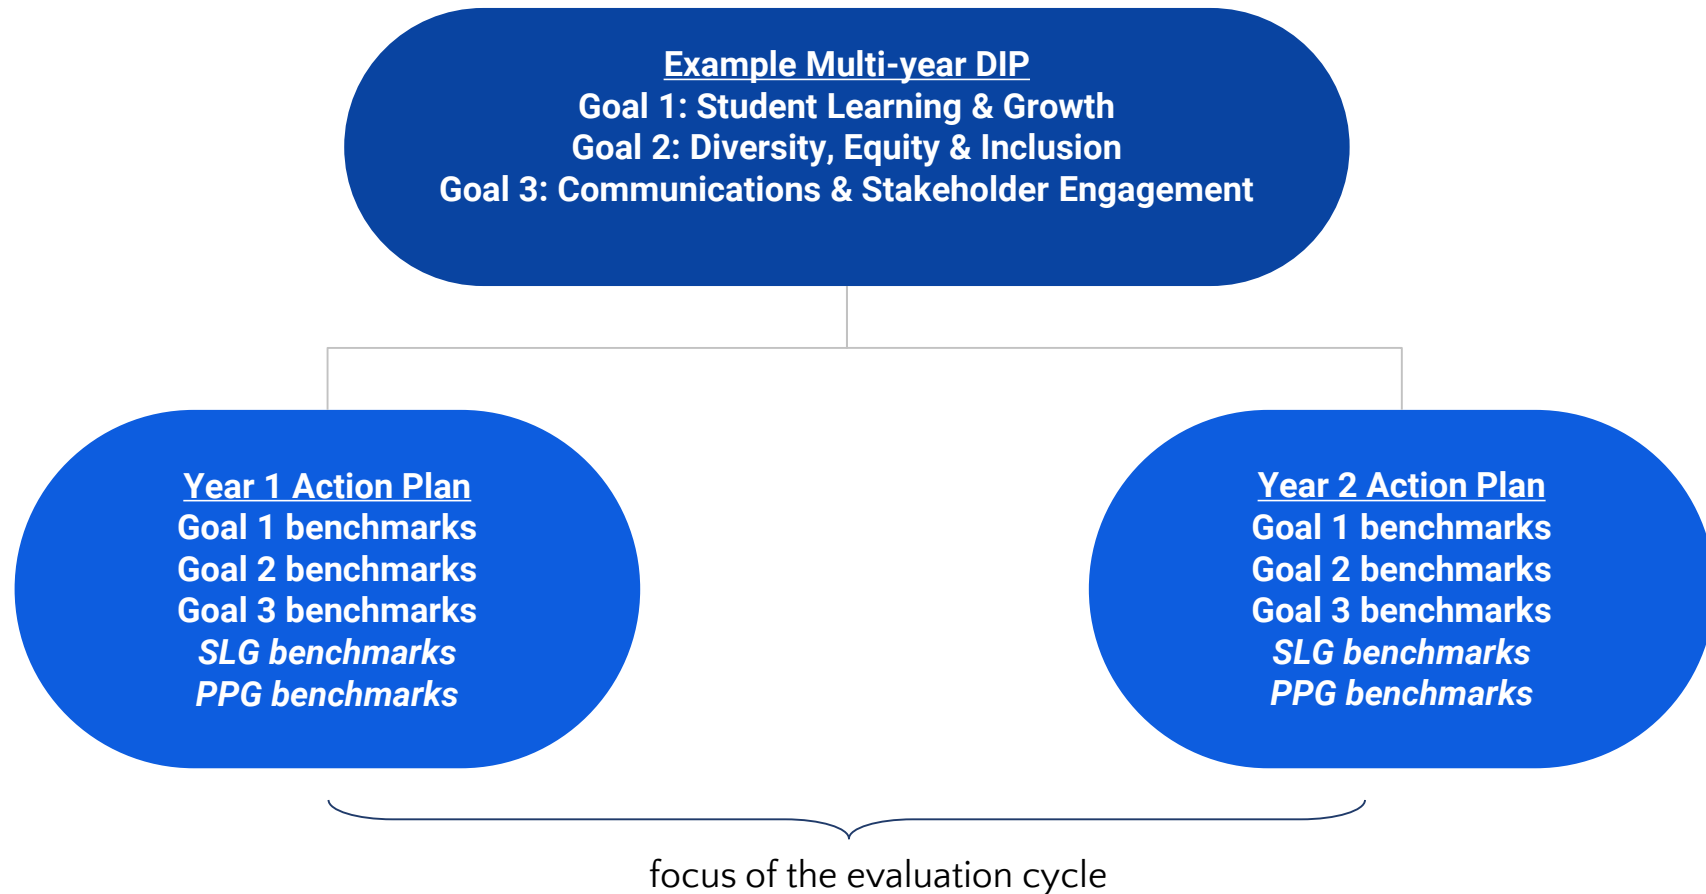 Example Multi-year DIP
Goal 1: Student Learning & Growth
Goal 2: Diversity, Equity & Inclusion
Goal 3: Communications & Stakeholder Engagement
Year 1 Action Plan
Goal 1 benchmarks
Goal 2 benchmarks
Goal 3 benchmarks
SLG benchmarks
PPG benchmarks
Year 2 Action Plan
Goal 1 benchmarks
Goal 2 benchmarks
Goal 3 benchmarks
SLG benchmarks
PPG benchmarks
focus of the evaluation cycle